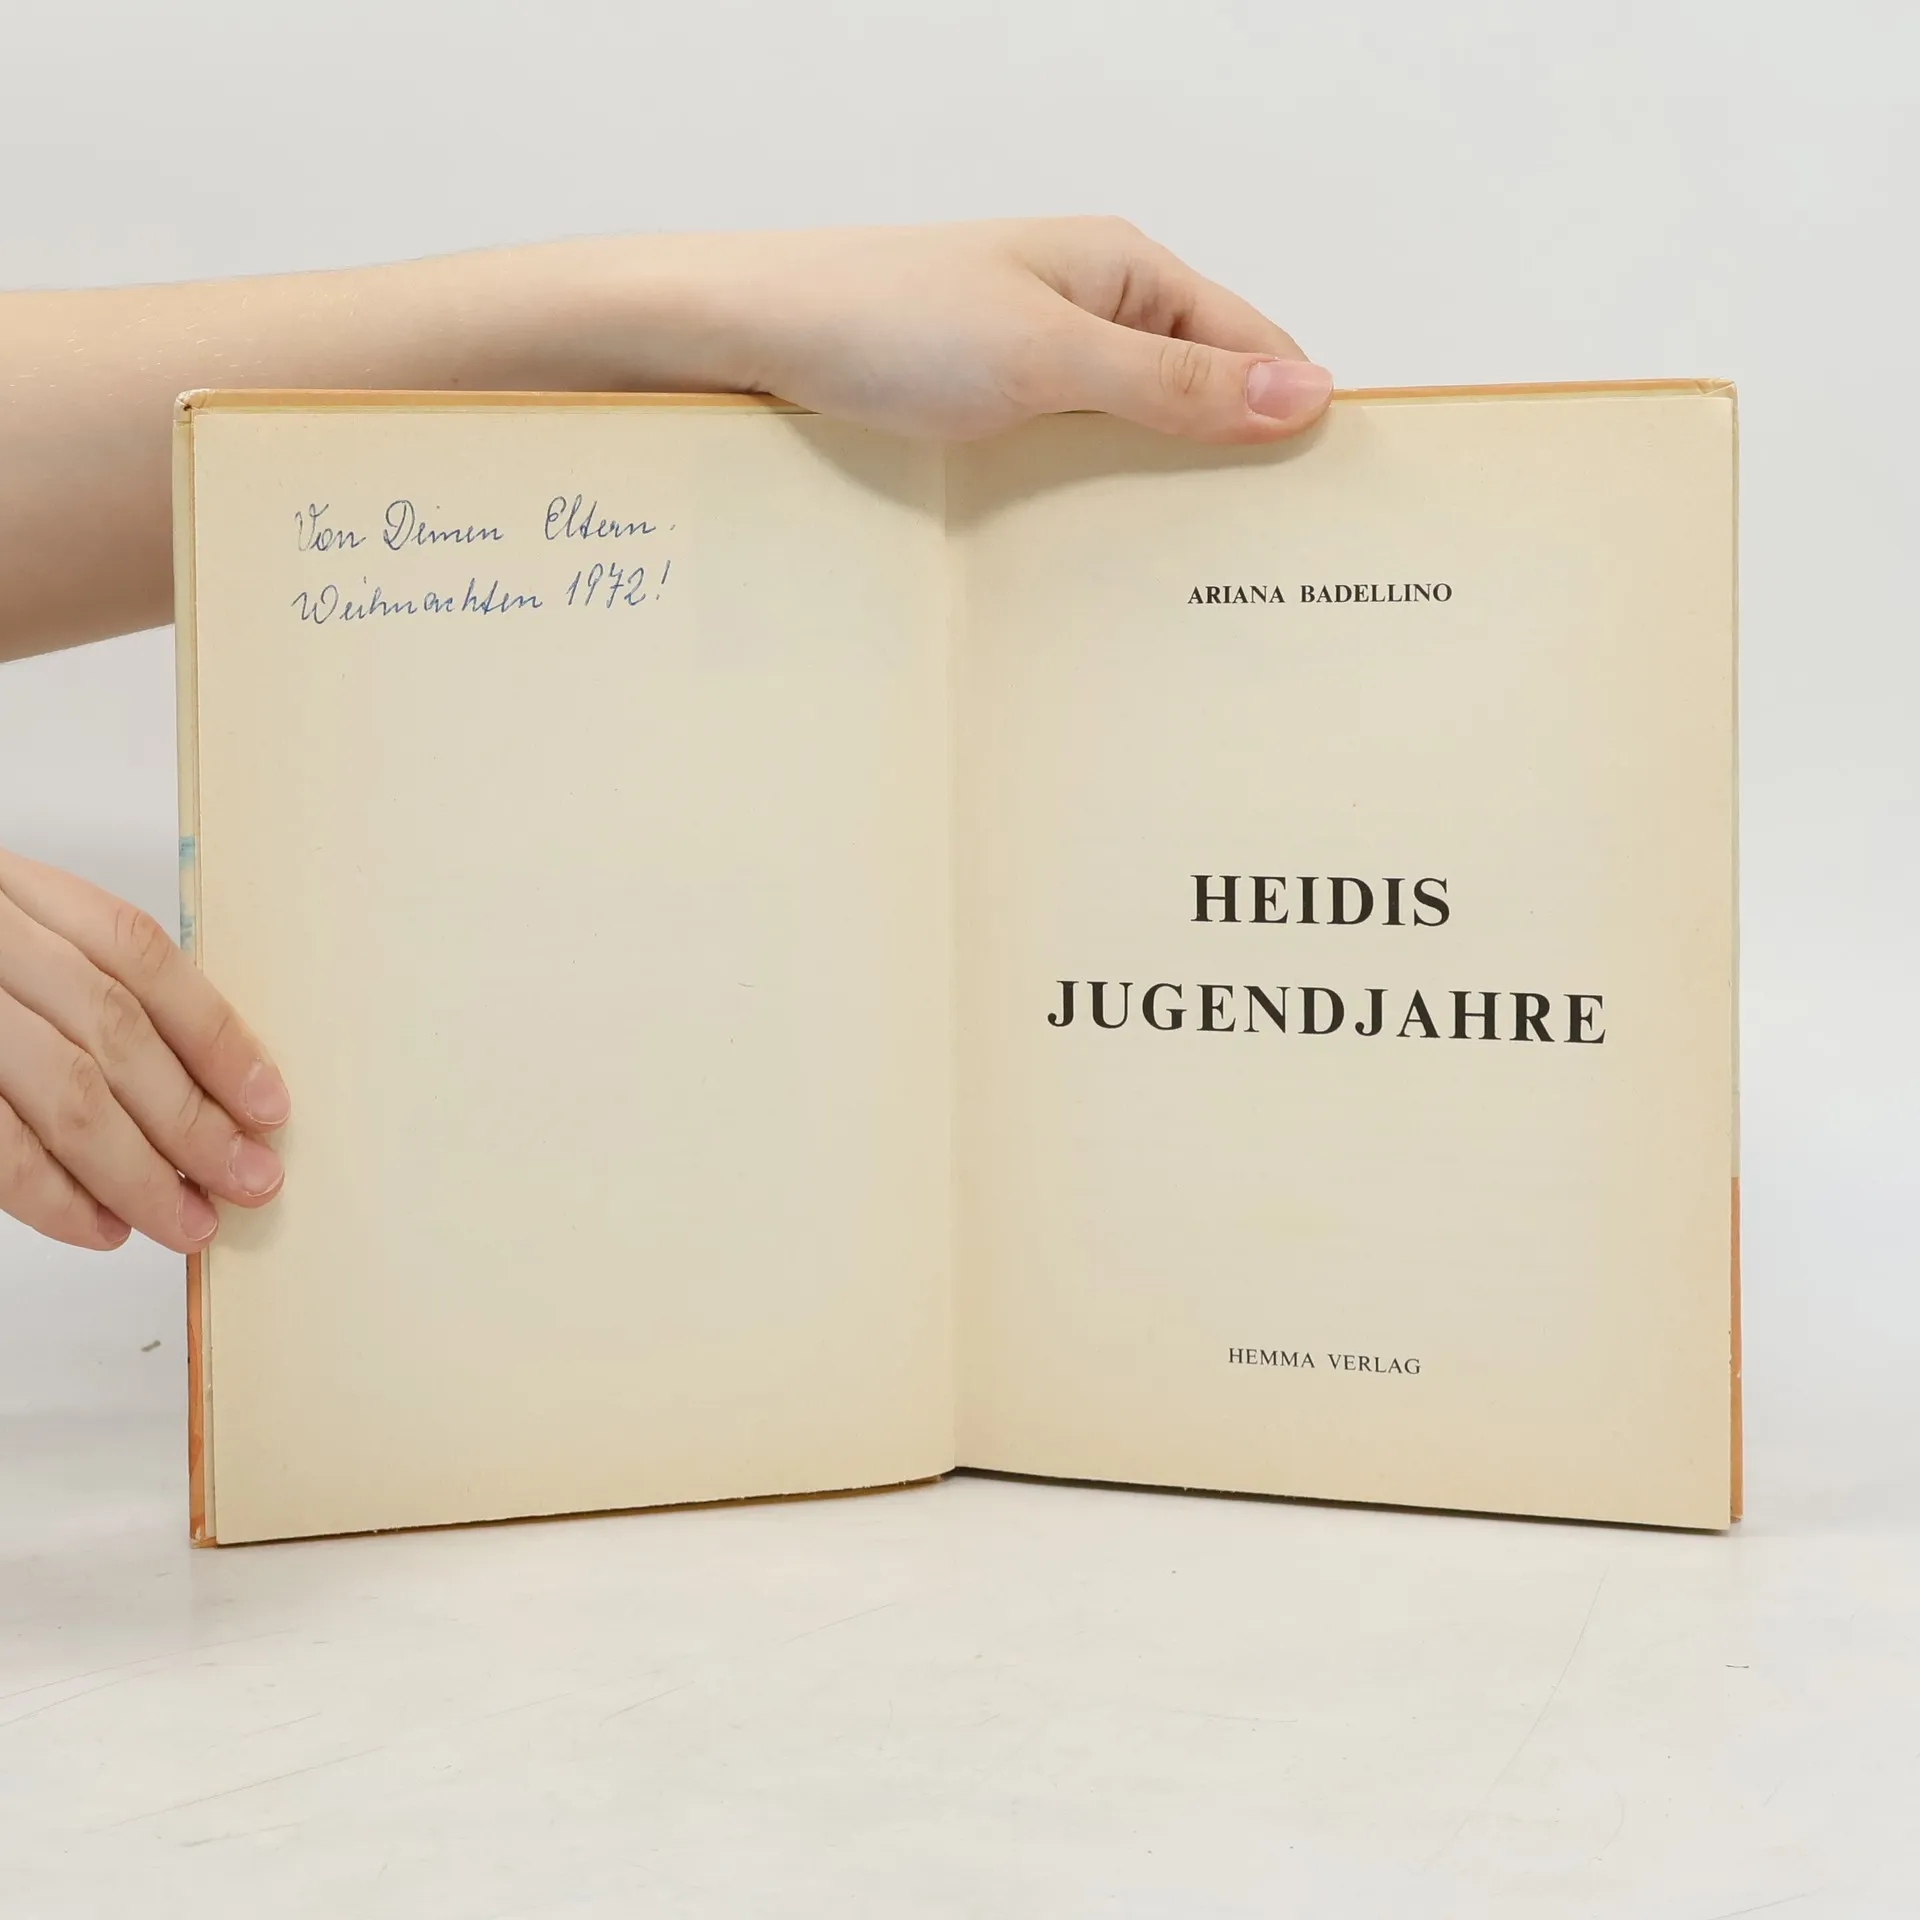 Von Deinen Eltern.
Weihnachten 1972!
ARIANA BADELLINO
HEIDIS
JUGENDJAHRE
HEMMA VERLAG